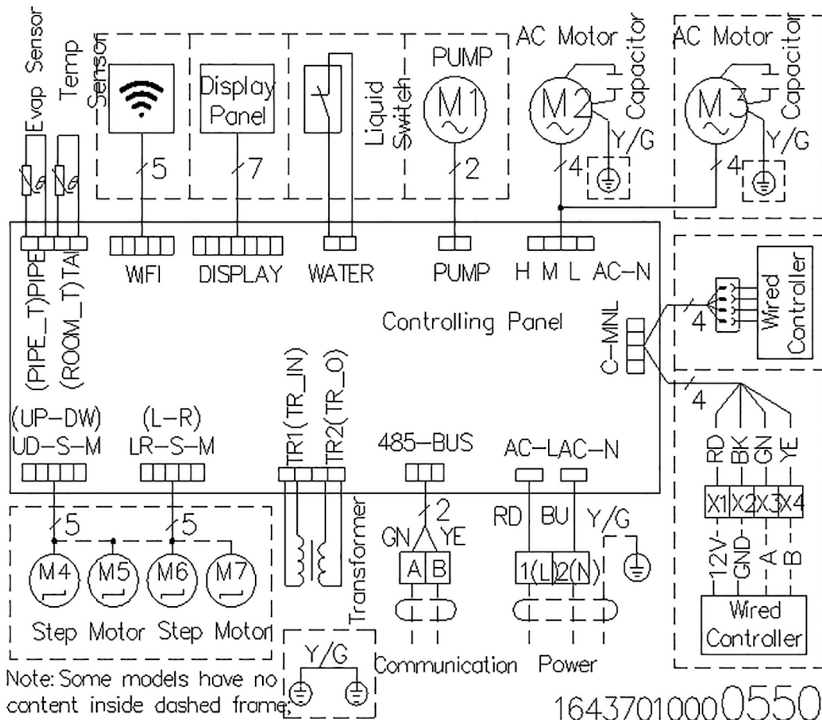 Evap Sensor
Temp
Sensor
Display
Panel
Liquid
Switch
PUMP
M1
AC Motor
M2
Capacitor
Y/G
AC Motor
M3
Capacitor
Y/G
5
7
2
4
4
(PIPE_T)PIPE
(ROOM_T)TAI
WIFI
DISPLAY
WATER
PUMP
H M L AC-N
Controlling Panel
C-MNL
4
Wired
Controller
4
(UP-DW)
UD-S-M
(L-R)
LR-S-M
TR1(TR_IN)
TR2(TR_O)
485-BUS
AC-L
AC-N
RD
BK
GN
YE
X1
X2
X3
X4
12V
GND
A
B
Wired
Controller
5
5
2
GN
YE
A
B
RD
BU
Y/G
1(L)
2(N)
M4
M5
M6
M7
Step Motor
Step Motor
Transformer
Y/G
Communication
Power
Note: Some models have no
content inside dashed frame;
16437010000550